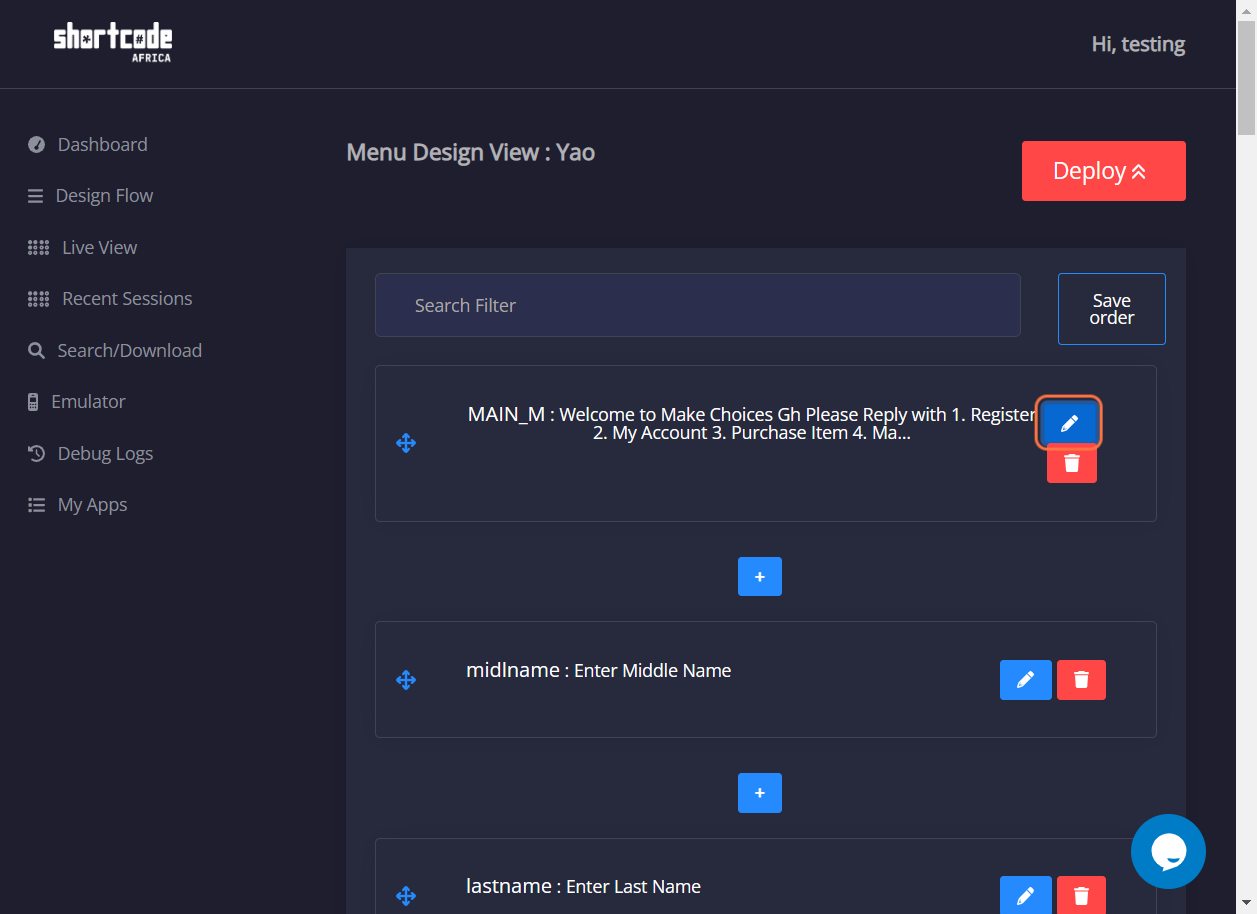 shortcode
AFRICA
Hi, testing
Dashboard
Design Flow
Live View
Recent Sessions
Search/Download
Emulator
Debug Logs
My Apps
Menu Design View : Yao
Deploy
Search Filter
Save
order
MAIN_M : Welcome to Make Choices Gh Please Reply with 1. Register
2. My Account 3. Purchase Item 4. Ma...
+
midlname : Enter Middle Name
+
lastname : Enter Last Name